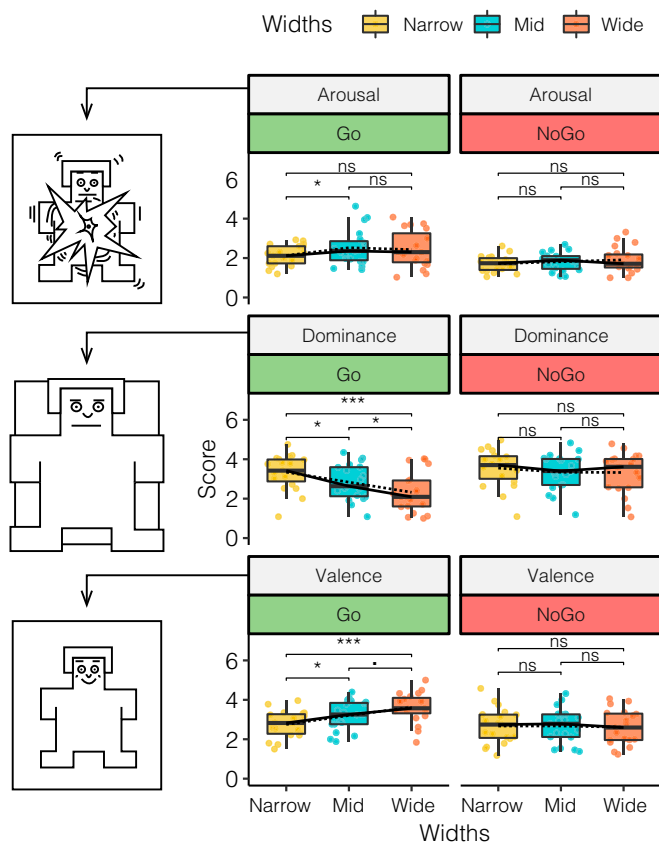 Widths Narrow Mid Wide
Arousal Arousal
Go NoGo
6
4
2
0
ns
* ns
ns
ns ns
Dominance Dominance
Go NoGo
Score
6
4
2
0
***
* *
ns
ns ns
Valence Valence
Go NoGo
6
4
2
0
***
* .
ns
ns ns
Narrow Mid Wide Narrow Mid Wide
Widths